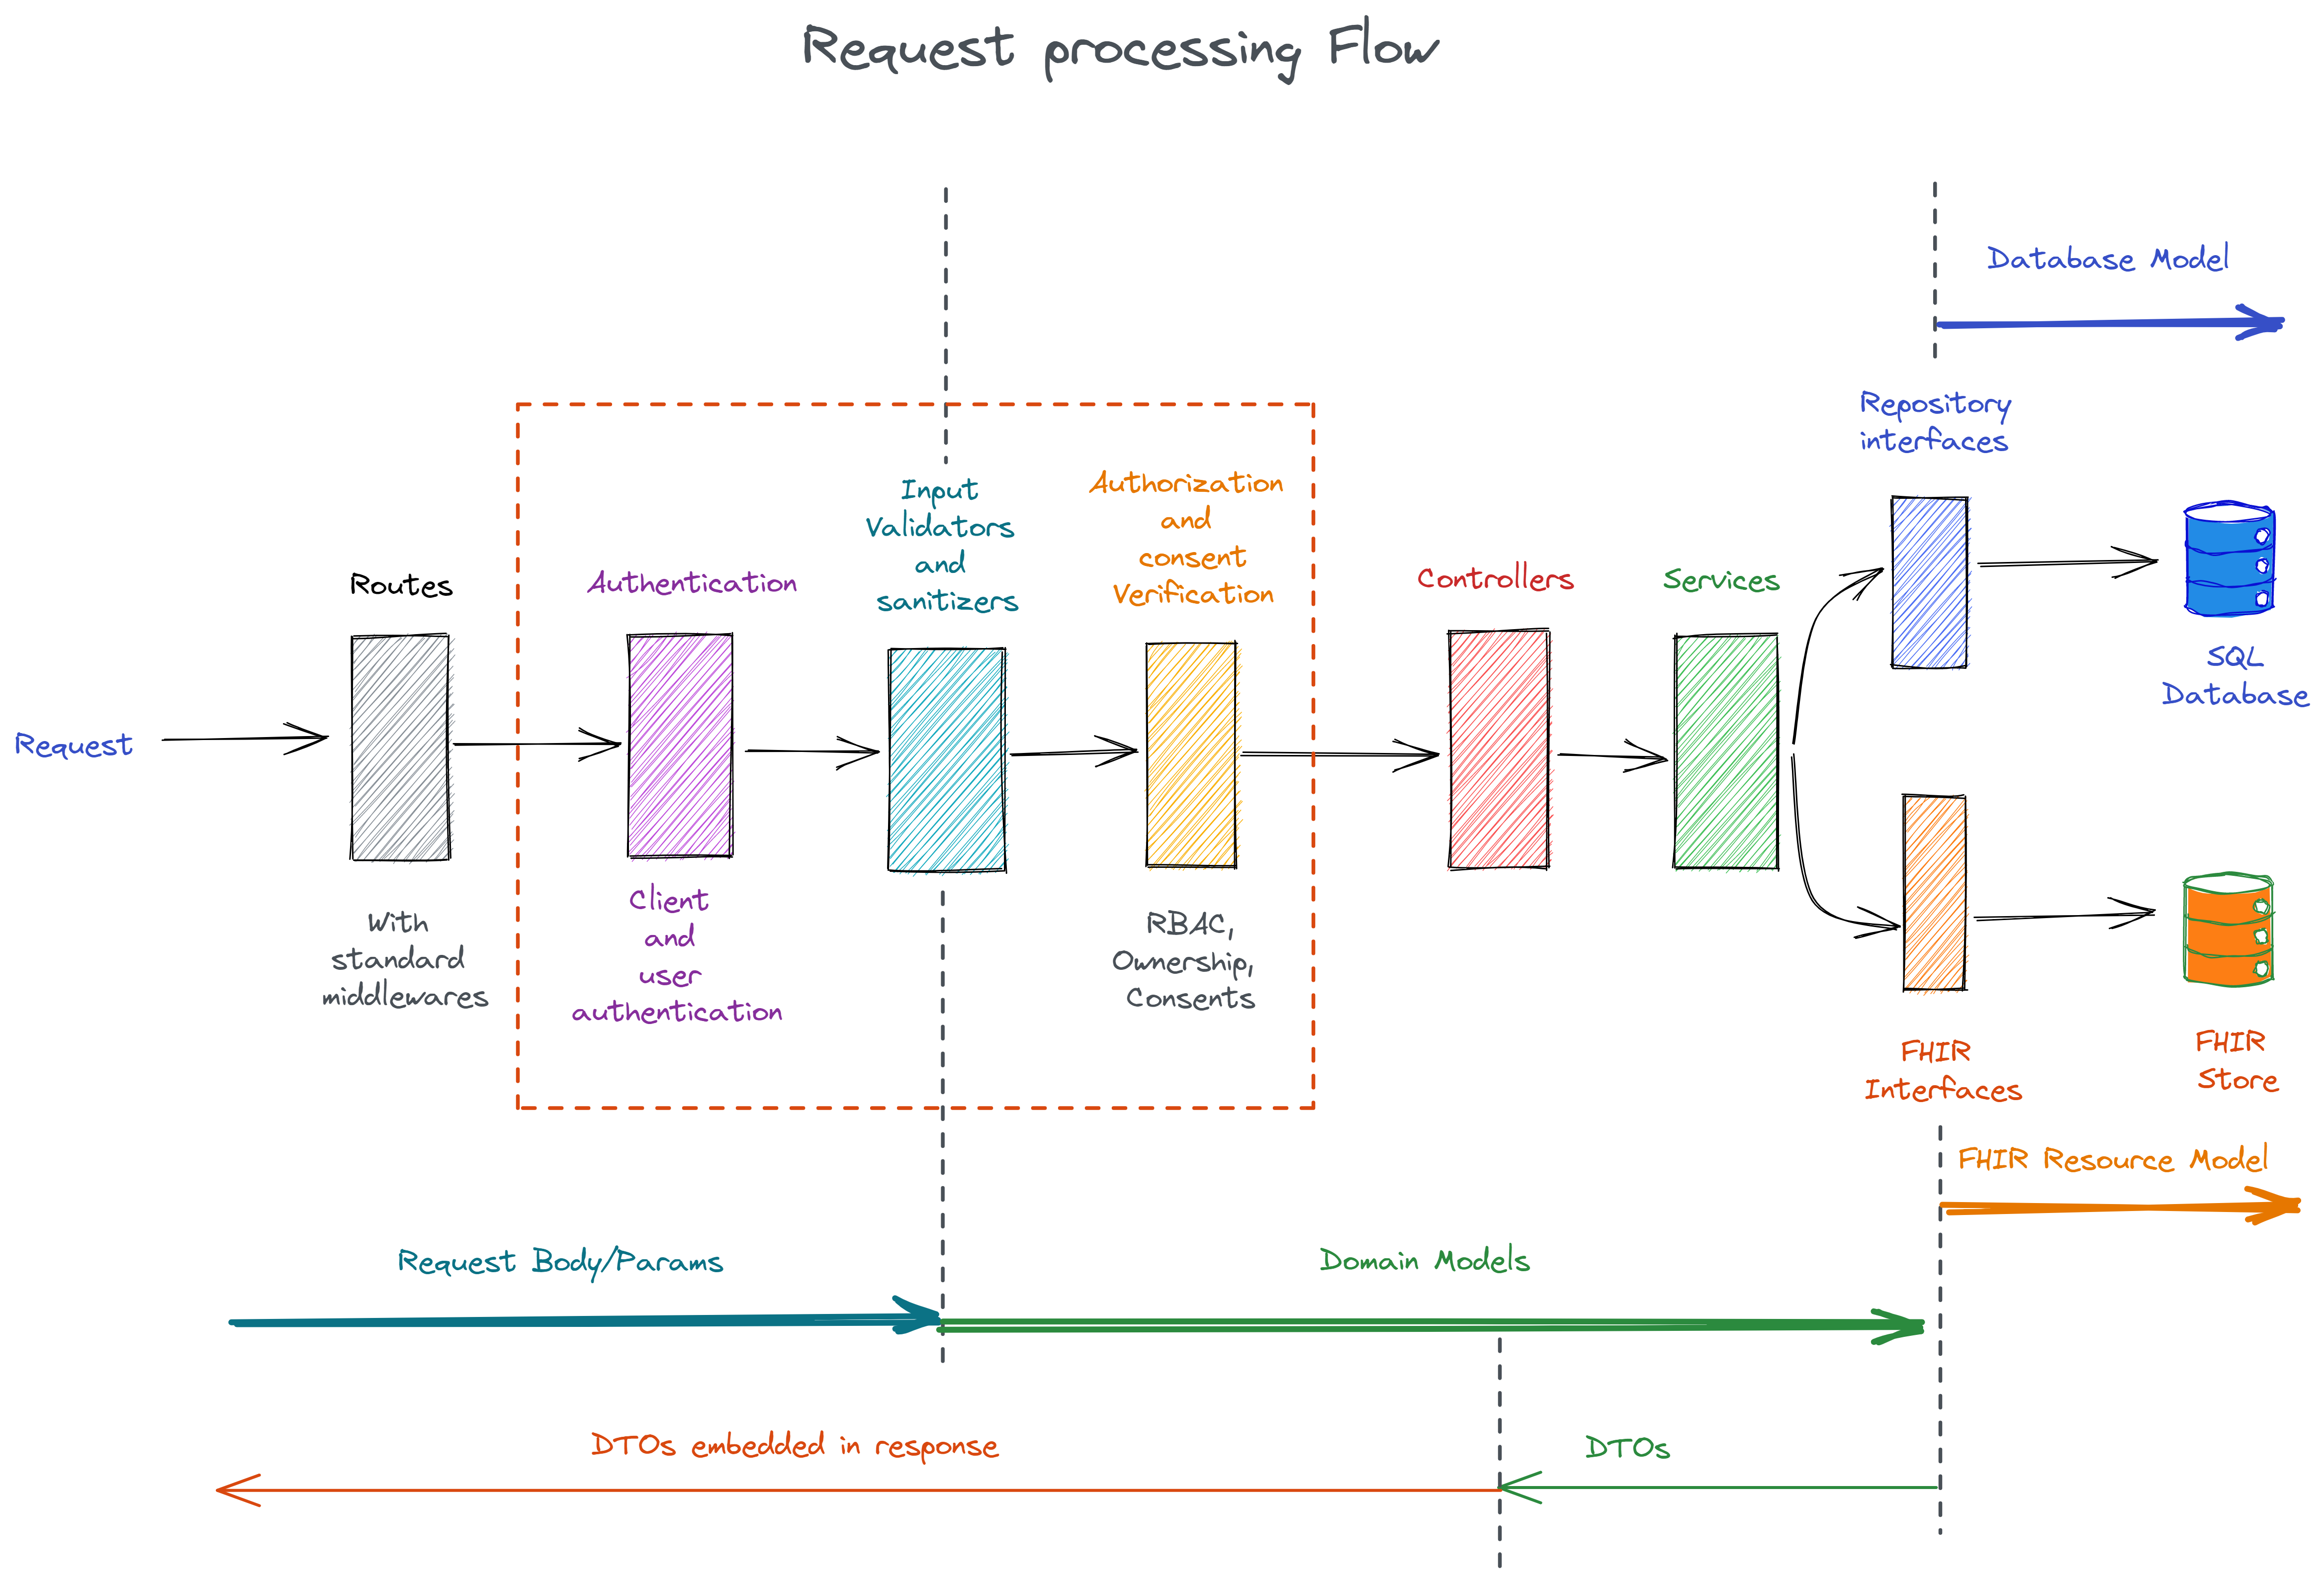 Request processing Flow
Database Model
Repository
interfaces
Input
Validators
and
sanitizers
Authorization
and
consent
Verification
Routes
Authentication
Controllers
Services
SQL
Database
Request
Client
and
user
authentication
With
standard
middlewares
RBAC,
Ownership,
Consents
FHIR
Interfaces
FHIR
Store
FHIR Resource Model
Request Body/Params
Domain Models
DTOs embedded in response
DTOs